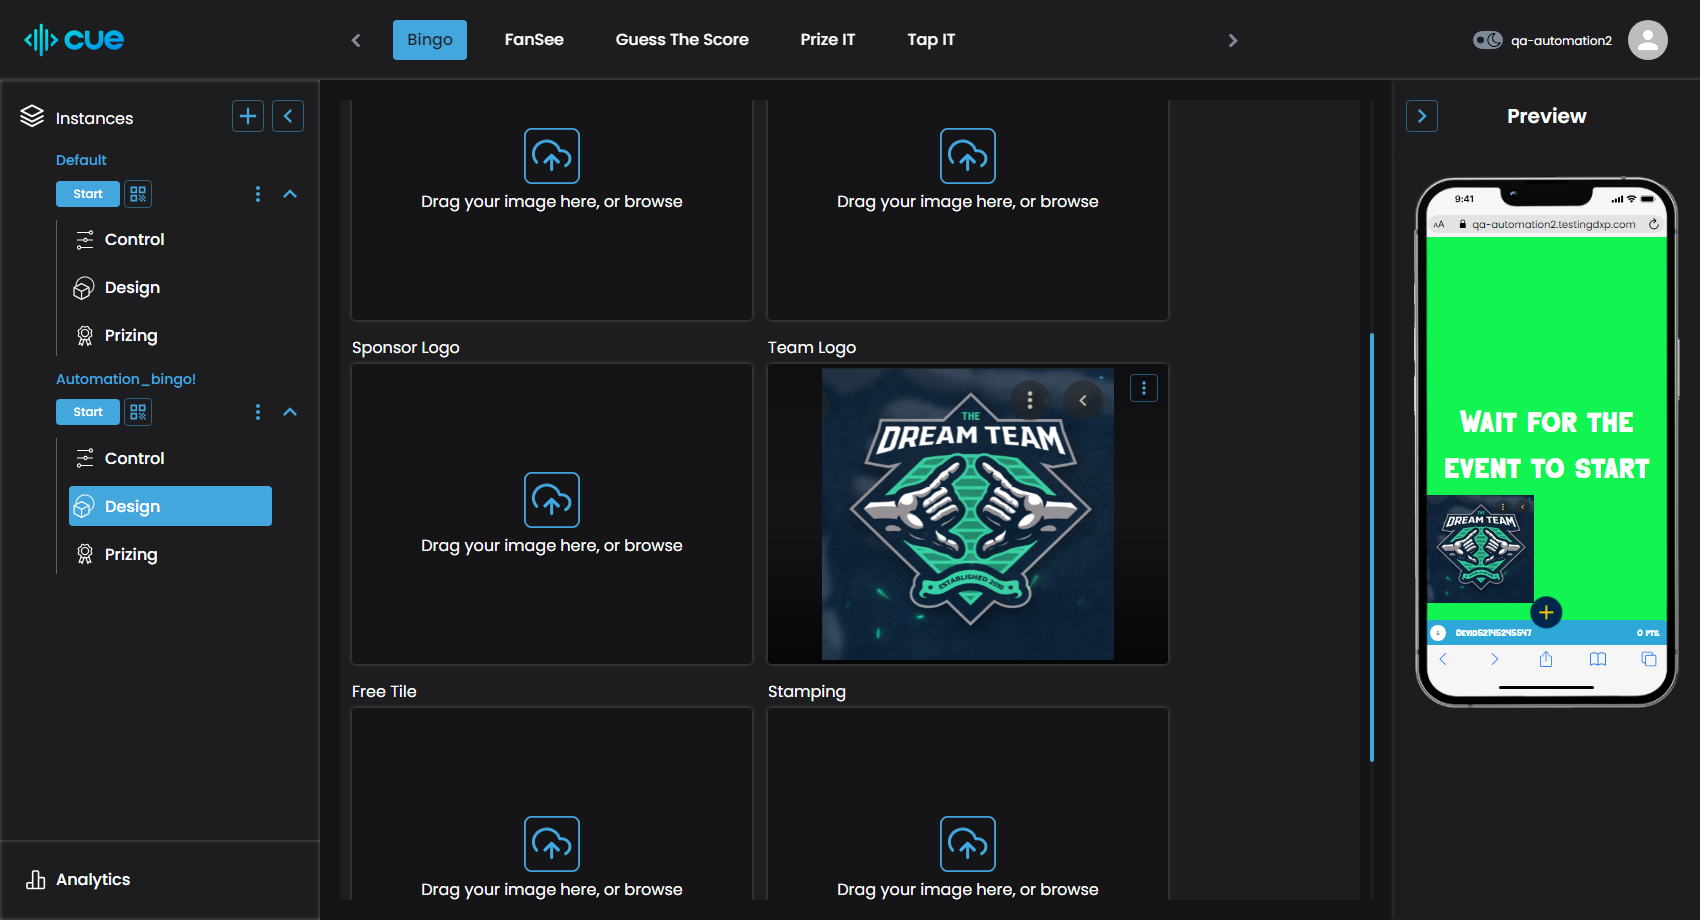 cue
Bingo
FanSee
Guess The Score
Prize IT
Tap IT
qa-automation2
Instances
Default
Start
Control
Design
Prizing
Automation_bingo!
Start
Control
Design
Prizing
Analytics
Drag your image here, or browse
Drag your image here, or browse
Sponsor Logo
Team Logo
Drag your image here, or browse
THE
DREAM TEAM
ESTABLISHED 2010
Free Tile
Stamping
Drag your image here, or browse
Drag your image here, or browse
Preview
9:41
AA
qa-automation2.testingdxp.com
WAIT FOR THE
EVENT TO START
THE
DREAM TEAM
0 PTS.